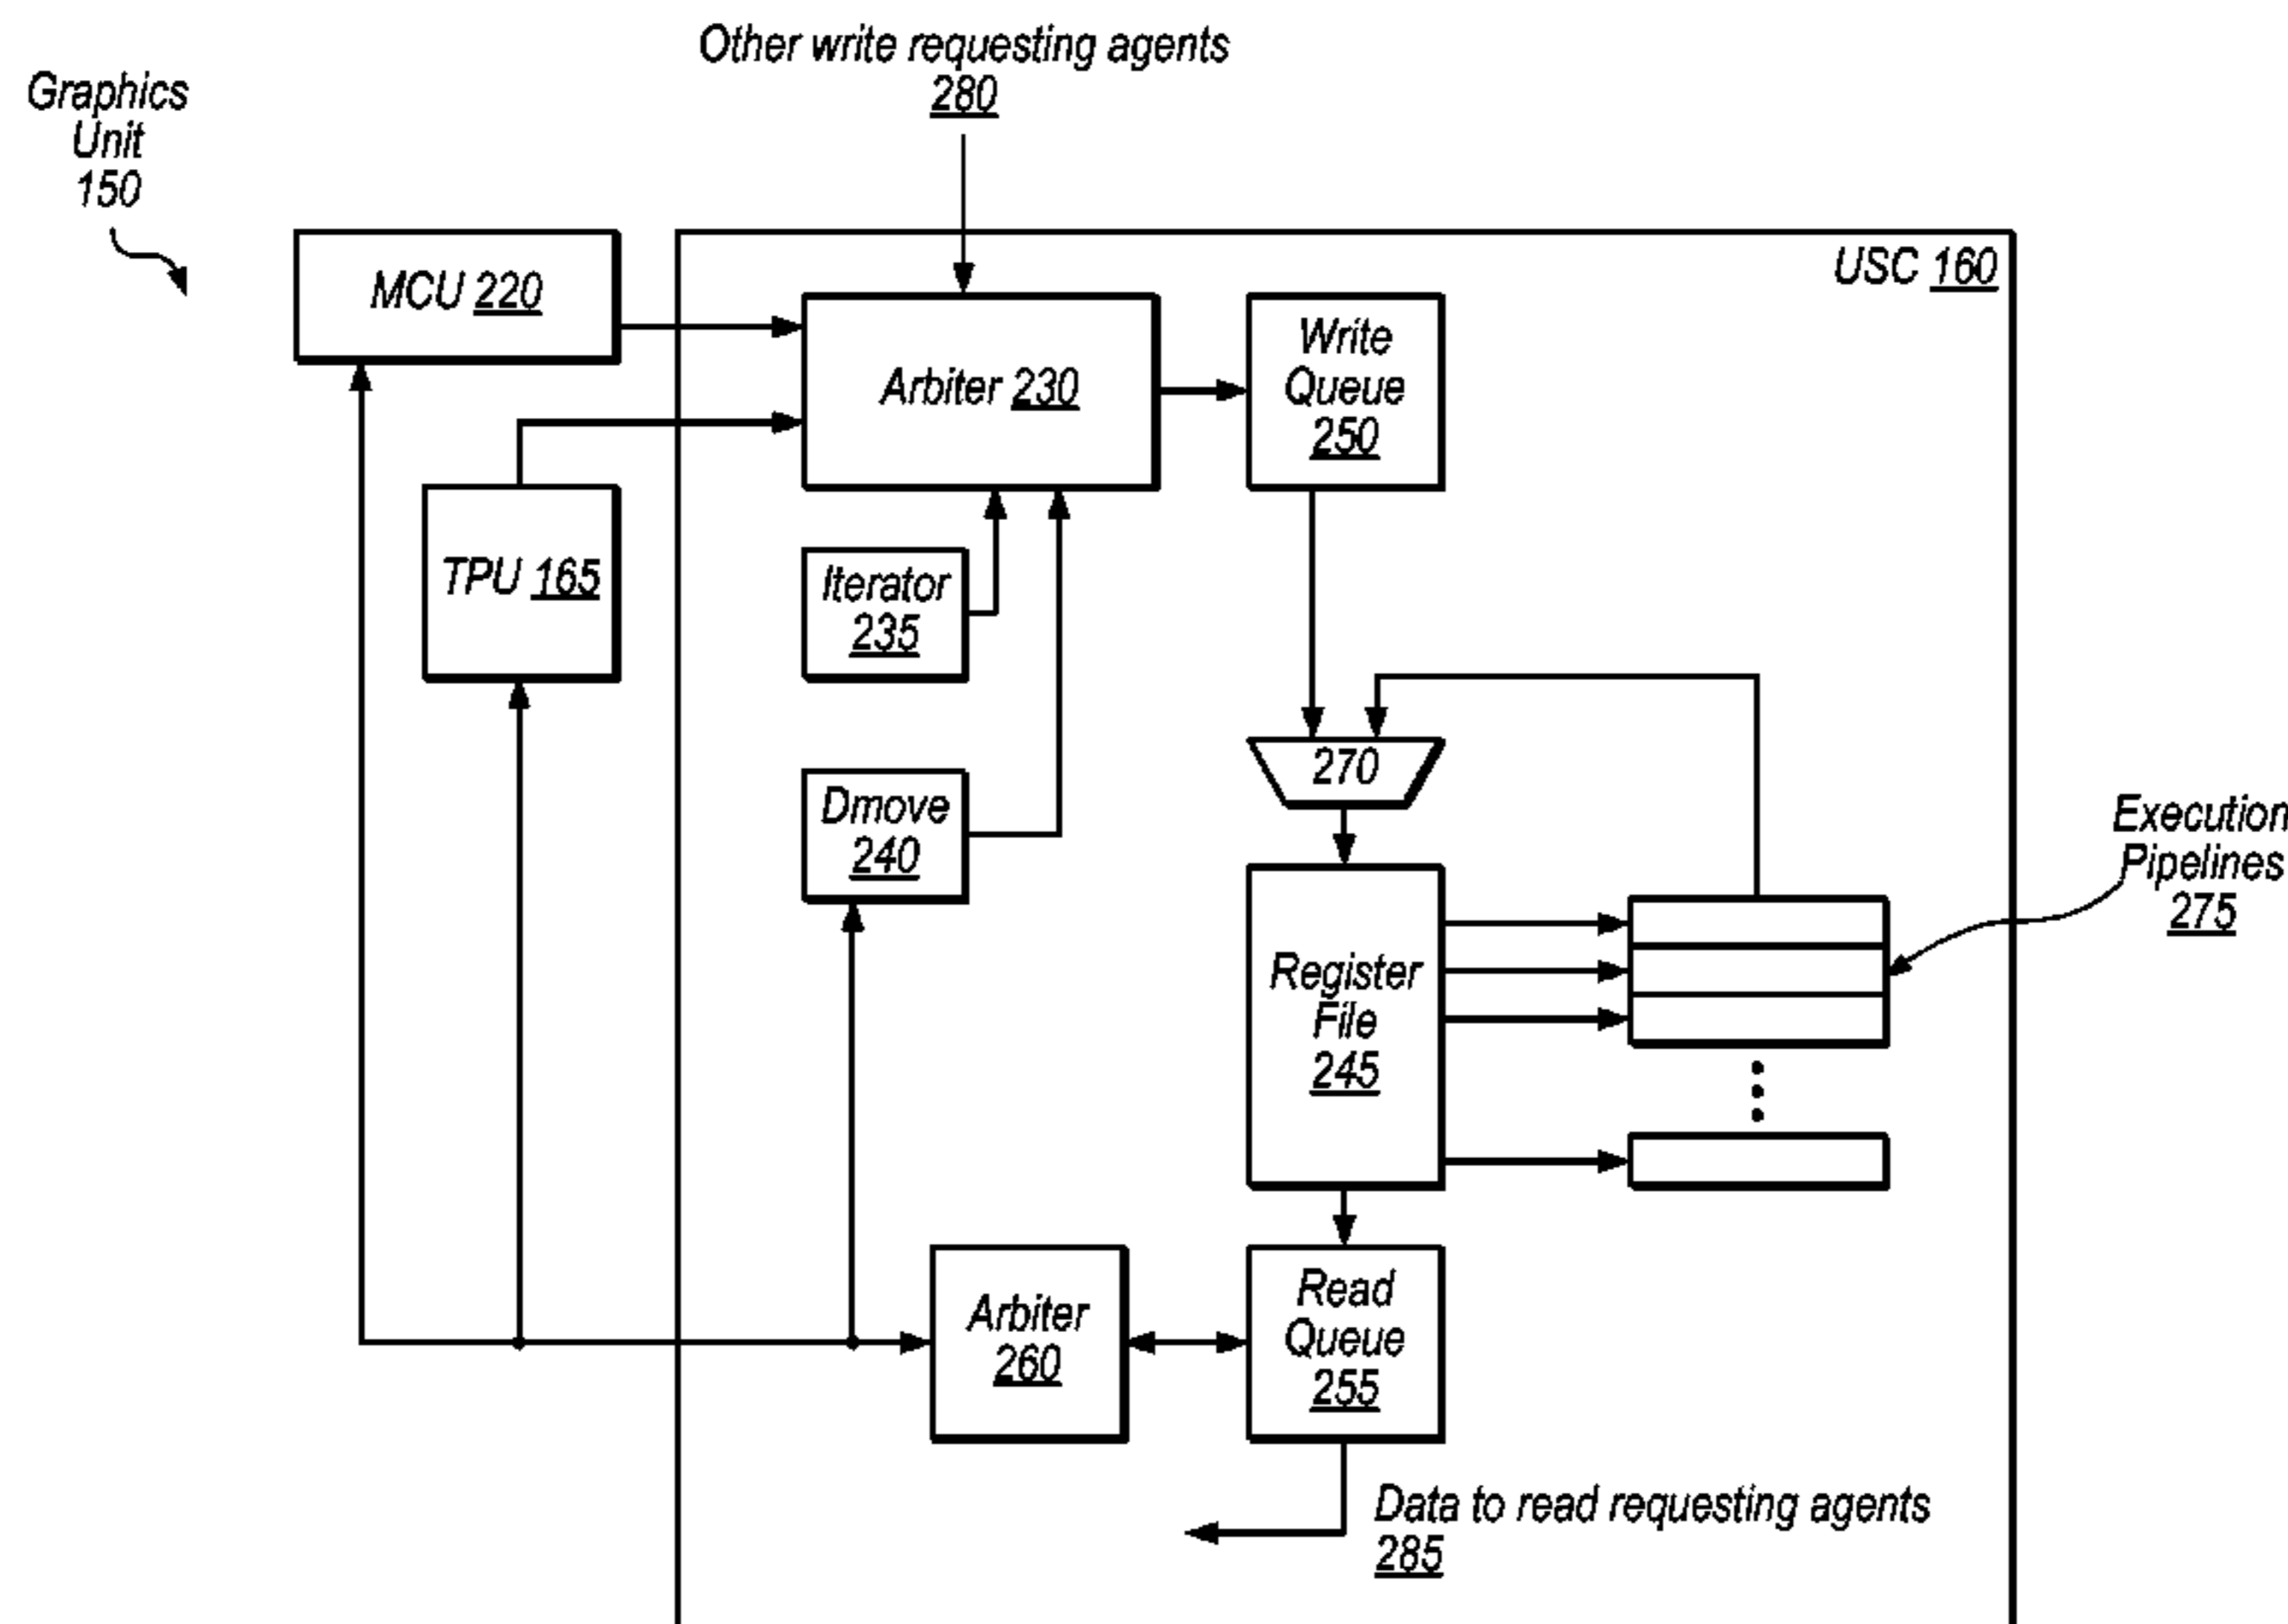 Other write requesting agents
280
Graphics
Unit
150
MCU 220
USC 160
Arbiter 230
Write
Queue
250
TPU 165
Iterator
235
270
Dmove
240
Execution
Pipelines
275
Register
File
245
Arbiter
260
Read
Queue
255
Data to read requesting agents
285